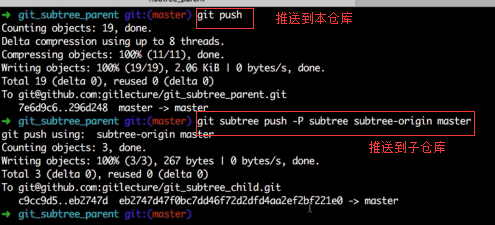 git_subtree_parent
→ git_subtree_parent git:(master) git push 推送到本仓库
Counting objects: 19, done.
Delta compression using up to 8 threads.
Compressing objects: 100% (11/11), done.
Writing objects: 100% (19/19), 2.06 KiB | 0 bytes/s, done.
Total 19 (delta 0), reused 0 (delta 0)
To git@github.com:gitlecture/git_subtree_parent.git
7e6d9c6..296d248 master -> master
→ git_subtree_parent git:(master) git subtree push -P subtree subtree-origin master
git push using: subtree-origin master 推送到子仓库
Counting objects: 3, done.
Writing objects: 100% (3/3), 267 bytes | 0 bytes/s, done.
Total 3 (delta 0), reused 0 (delta 0)
To git@github.com:gitlecture/git_subtree_child.git
c9cc9d5..eb2747d eb2747d47f0bc7dd46f72d2dfd4aa2ef2bf221e0 -> master
→ git_subtree_parent git:(master)